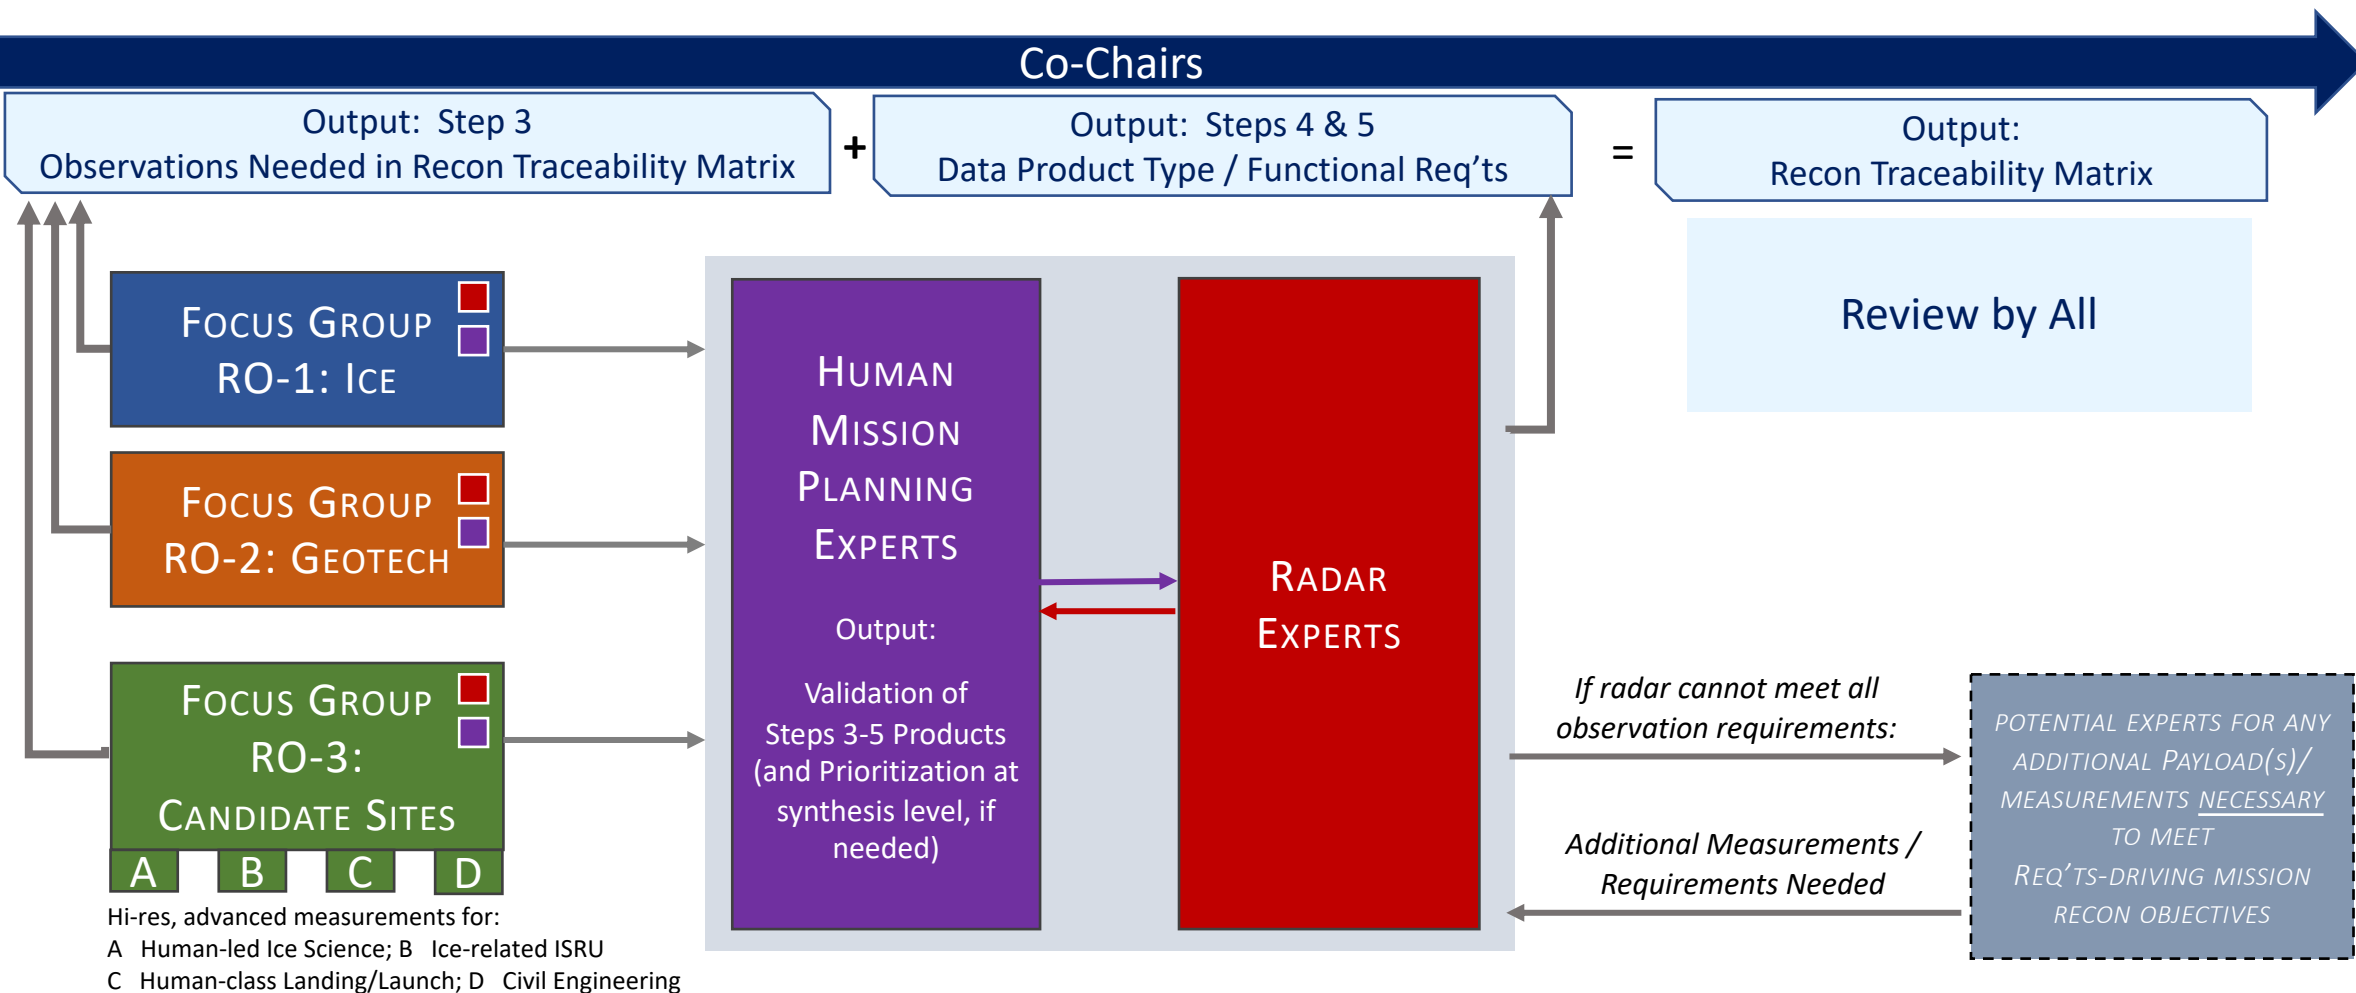 Co-Chairs
Output:  Step 3
Observations Needed in Recon Traceability Matrix
+
Output:  Steps 4 & 5
Data Product Type / Functional Req'ts
=
Output:
Recon Traceability Matrix
Review by All
Focus Group
RO-1: Ice
Focus Group
RO-2: Geotech
Focus Group
RO-3:
Candidate Sites
A B C D
Hi-res, advanced measurements for:
A   Human-led Ice Science; B   Ice-related ISRU
C   Human-class Landing/Launch; D   Civil Engineering
Human
Mission
Planning
Experts
Output:
Validation of
Steps 3-5 Products
(and Prioritization at
synthesis level, if
needed)
Radar
Experts
If radar cannot meet all
observation requirements:
Additional Measurements /
Requirements Needed
potential experts for any
additional Payload(s)/
measurements necessary
to meet
Req'ts-driving mission
recon objectives